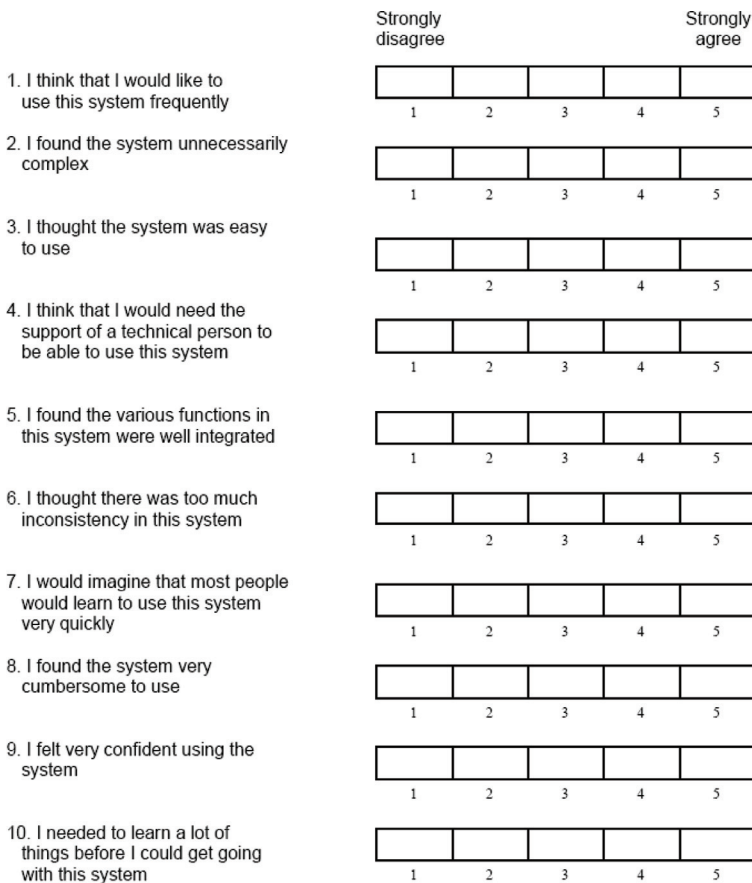 Strongly disagree
Strongly agree
1. I think that I would like to
use this system frequently
1 2 3 4 5
2. I found the system unnecessarily
complex
1 2 3 4 5
3. I thought the system was easy
to use
1 2 3 4 5
4. I think that I would need the
support of a technical person to
be able to use this system
1 2 3 4 5
5. I found the various functions in
this system were well integrated
1 2 3 4 5
6. I thought there was too much
inconsistency in this system
1 2 3 4 5
7. I would imagine that most people
would learn to use this system
very quickly
1 2 3 4 5
8. I found the system very
cumbersome to use
1 2 3 4 5
9. I felt very confident using the
system
1 2 3 4 5
10. I needed to learn a lot of
things before I could get going
with this system
1 2 3 4 5